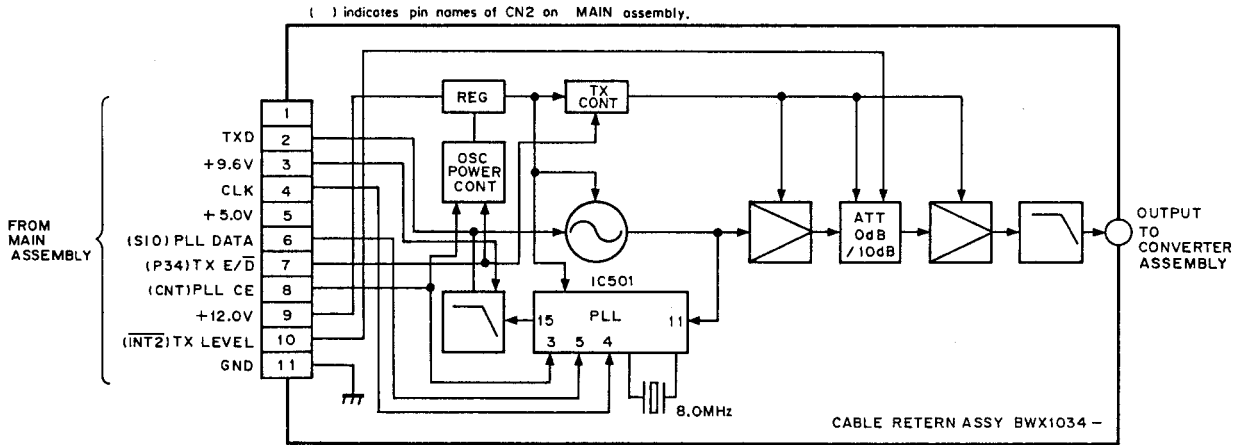 ( ) indicates pin names of CN2 on MAIN assembly.
FROM
MAIN
ASSEMBLY
1
TXD 2
+9.6V 3
CLK 4
+5.0V 5
(SIO) PLL DATA 6
(P34) TX E/D̅ 7
(CNT) PLL CE 8
+12.0V 9
(I̅N̅T̅2̅) TX LEVEL 10
GND 11
REG
TX
CONT
OSC
POWER
CONT
ATT
0dB
/10dB
OUTPUT
TO
CONVERTER
ASSEMBLY
IC501
PLL
15
11
3 5 4
8.0MHz
CABLE RETERN ASSY BWX1034-